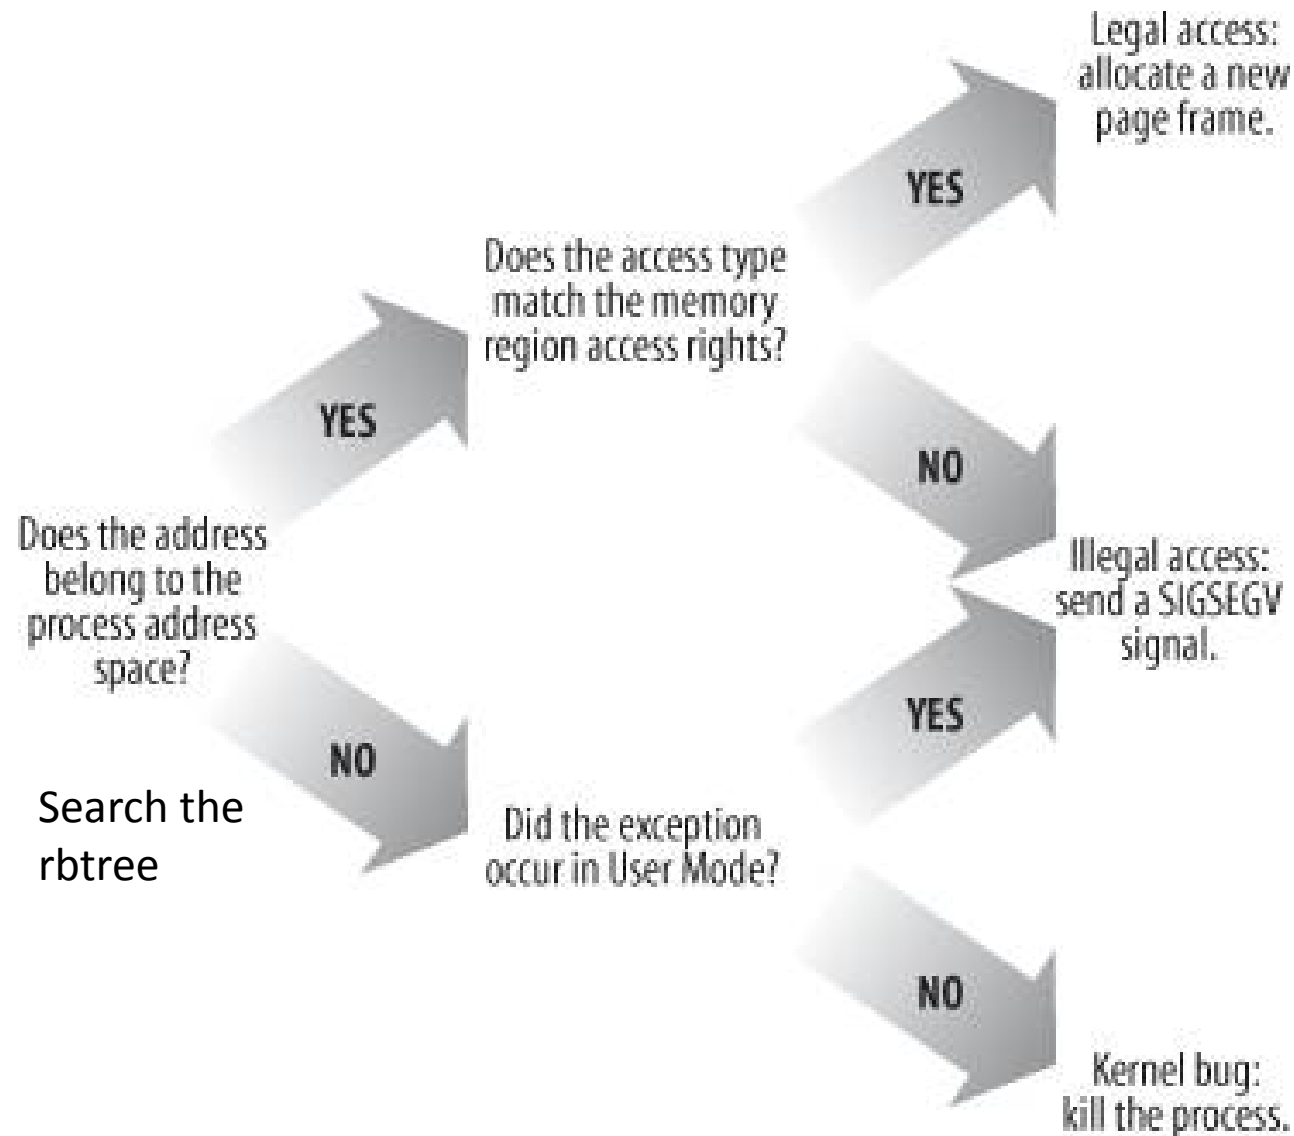 Legal access:
allocate a new
page frame.
YES
Does the access type
match the memory
region access rights?
YES
NO
Does the address
belong to the
process address
space?
Illegal access:
send a SIGSEGV
signal.
YES
NO
Search the
rbtree
Did the exception
occur in User Mode?
NO
Kernel bug:
kill the process.